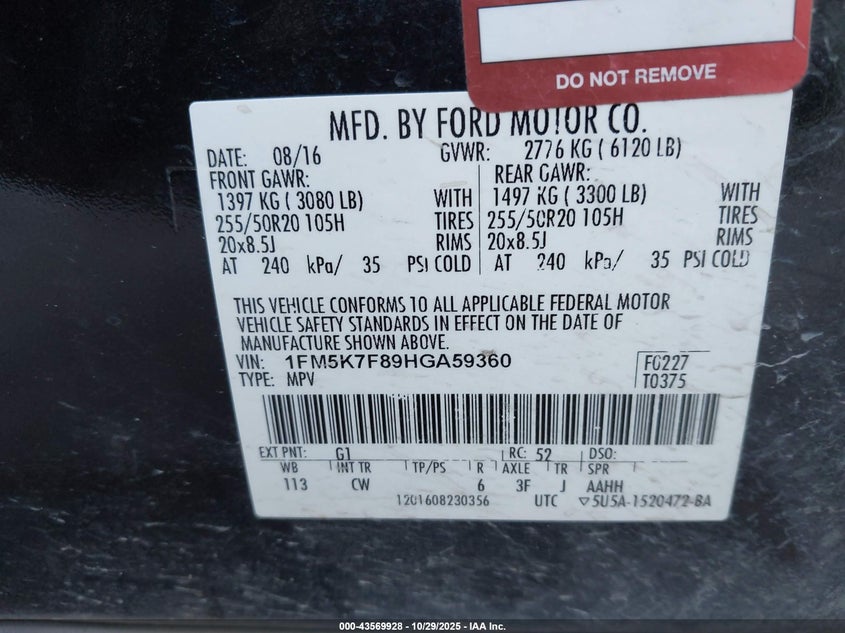 DO NOT REMOVE
MFD. BY FORD MOTOR CO.
DATE: 08/16 GVWR: 2776 KG ( 6120 LB)
FRONT GAWR: REAR GAWR:
1397 KG ( 3080 LB) WITH 1497 KG ( 3300 LB) WITH
255/50R20 105H TIRES 255/50R20 105H TIRES
20x8.5J RIMS 20x8.5J RIMS
AT 240 kPa/ 35 PSI COLD AT 240 kPa/ 35 PSI COLD
THIS VEHICLE CONFORMS TO ALL APPLICABLE FEDERAL MOTOR
VEHICLE SAFETY STANDARDS IN EFFECT ON THE DATE OF
MANUFACTURE SHOWN ABOVE.
VIN: 1FM5K7F89HGA59360 F0227
TYPE: MPV T0375
EXT PNT: G1 RC: 52 DSO:
WB INT TR TP/PS R AXLE TR SPR
113 CW 6 3F J AAHH
1201608230356 UTC ▽5U5A-1520472-BA
000-43569928 | 10/29/2025 - IAA Inc.